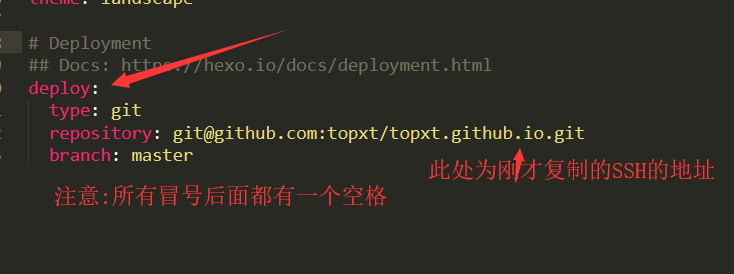 theme: landscape
# Deployment
## Docs: https://hexo.io/docs/deployment.html
deploy:
type: git
repository: git@github.com:topxt/topxt.github.io.git
branch: master
此处为刚才复制的SSH的地址
注意:所有冒号后面都有一个空格